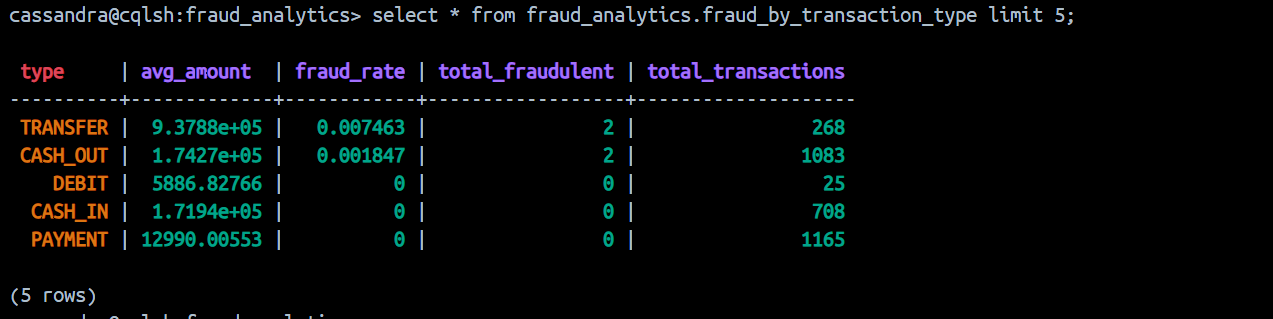 cassandra@cqlsh:fraud_analytics> select * from fraud_analytics.fraud_by_transaction_type limit 5;
type | avg_amount | fraud_rate | total_fraudulent | total_transactions
----------+-------------+------------+------------------+--------------------
TRANSFER | 9.3788e+05 | 0.007463 | 2 | 268
CASH_OUT | 1.7427e+05 | 0.001847 | 2 | 1083
DEBIT | 5886.82766 | 0 | 0 | 25
CASH_IN | 1.7194e+05 | 0 | 0 | 708
PAYMENT | 12990.00553 | 0 | 0 | 1165
(5 rows)